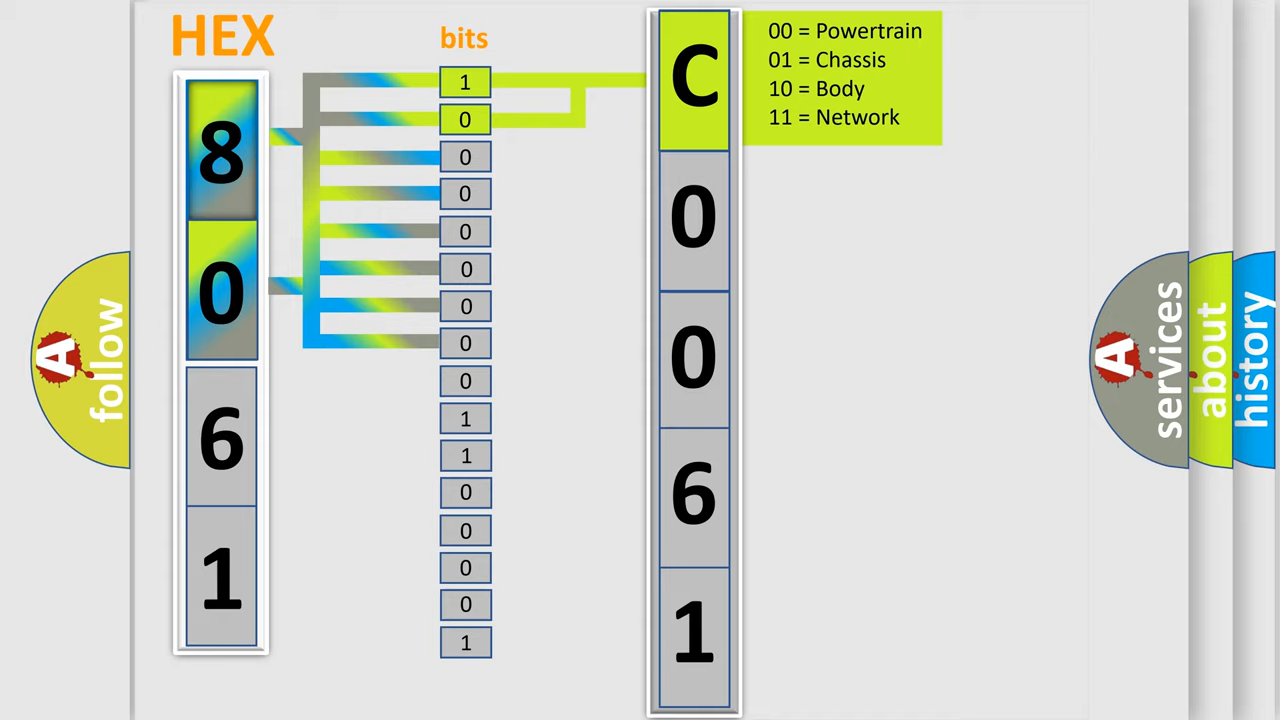 HEX
bits
8
0
6
1
1
0
0
0
0
0
0
0
0
1
1
0
0
0
0
1
C
0
0
6
1
00 = Powertrain
01 = Chassis
10 = Body
11 = Network
A
follow
A
services
about
history